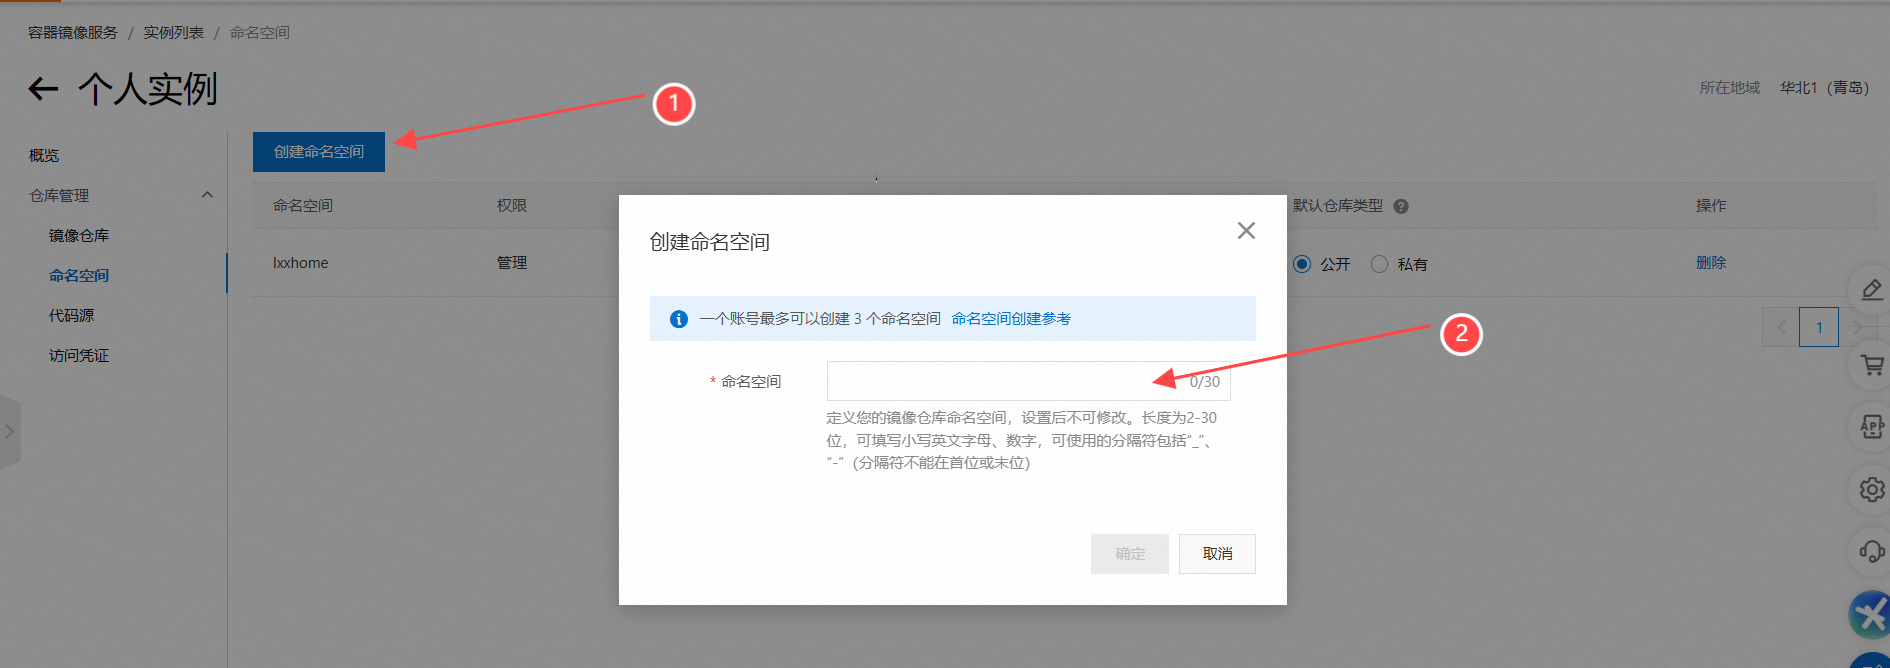 容器镜像服务 / 实例列表 / 命名空间
个人实例
所在地域 华北1（青岛）
概览
仓库管理
镜像仓库
命名空间
代码源
访问凭证
创建命名空间
1
命名空间 权限 默认仓库类型 ? 操作
lxxhome 管理 公开 私有 删除
1
创建命名空间
一个账号最多可以创建 3 个命名空间 命名空间创建参考
2
* 命名空间 0/30
定义您的镜像仓库命名空间，设置后不可修改。长度为2-30
位，可填写小写英文字母、数字，可使用的分隔符包括“_”、
“-”（分隔符不能在首位或末位）
确定 取消
APP